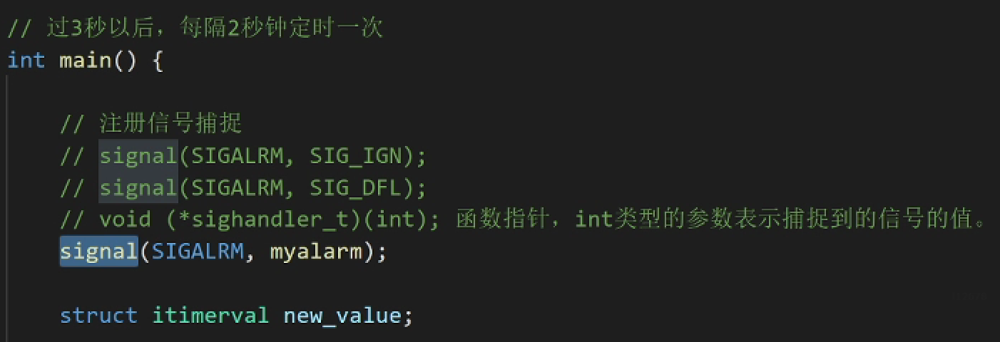 // 过3秒以后，每隔2秒钟定时一次
int main() {
// 注册信号捕捉
// signal(SIGALRM, SIG_IGN);
// signal(SIGALRM, SIG_DFL);
// void (*sighandler_t)(int); 函数指针，int类型的参数表示捕捉到的信号的值。
signal(SIGALRM, myalarm);
struct itimerval new_value;